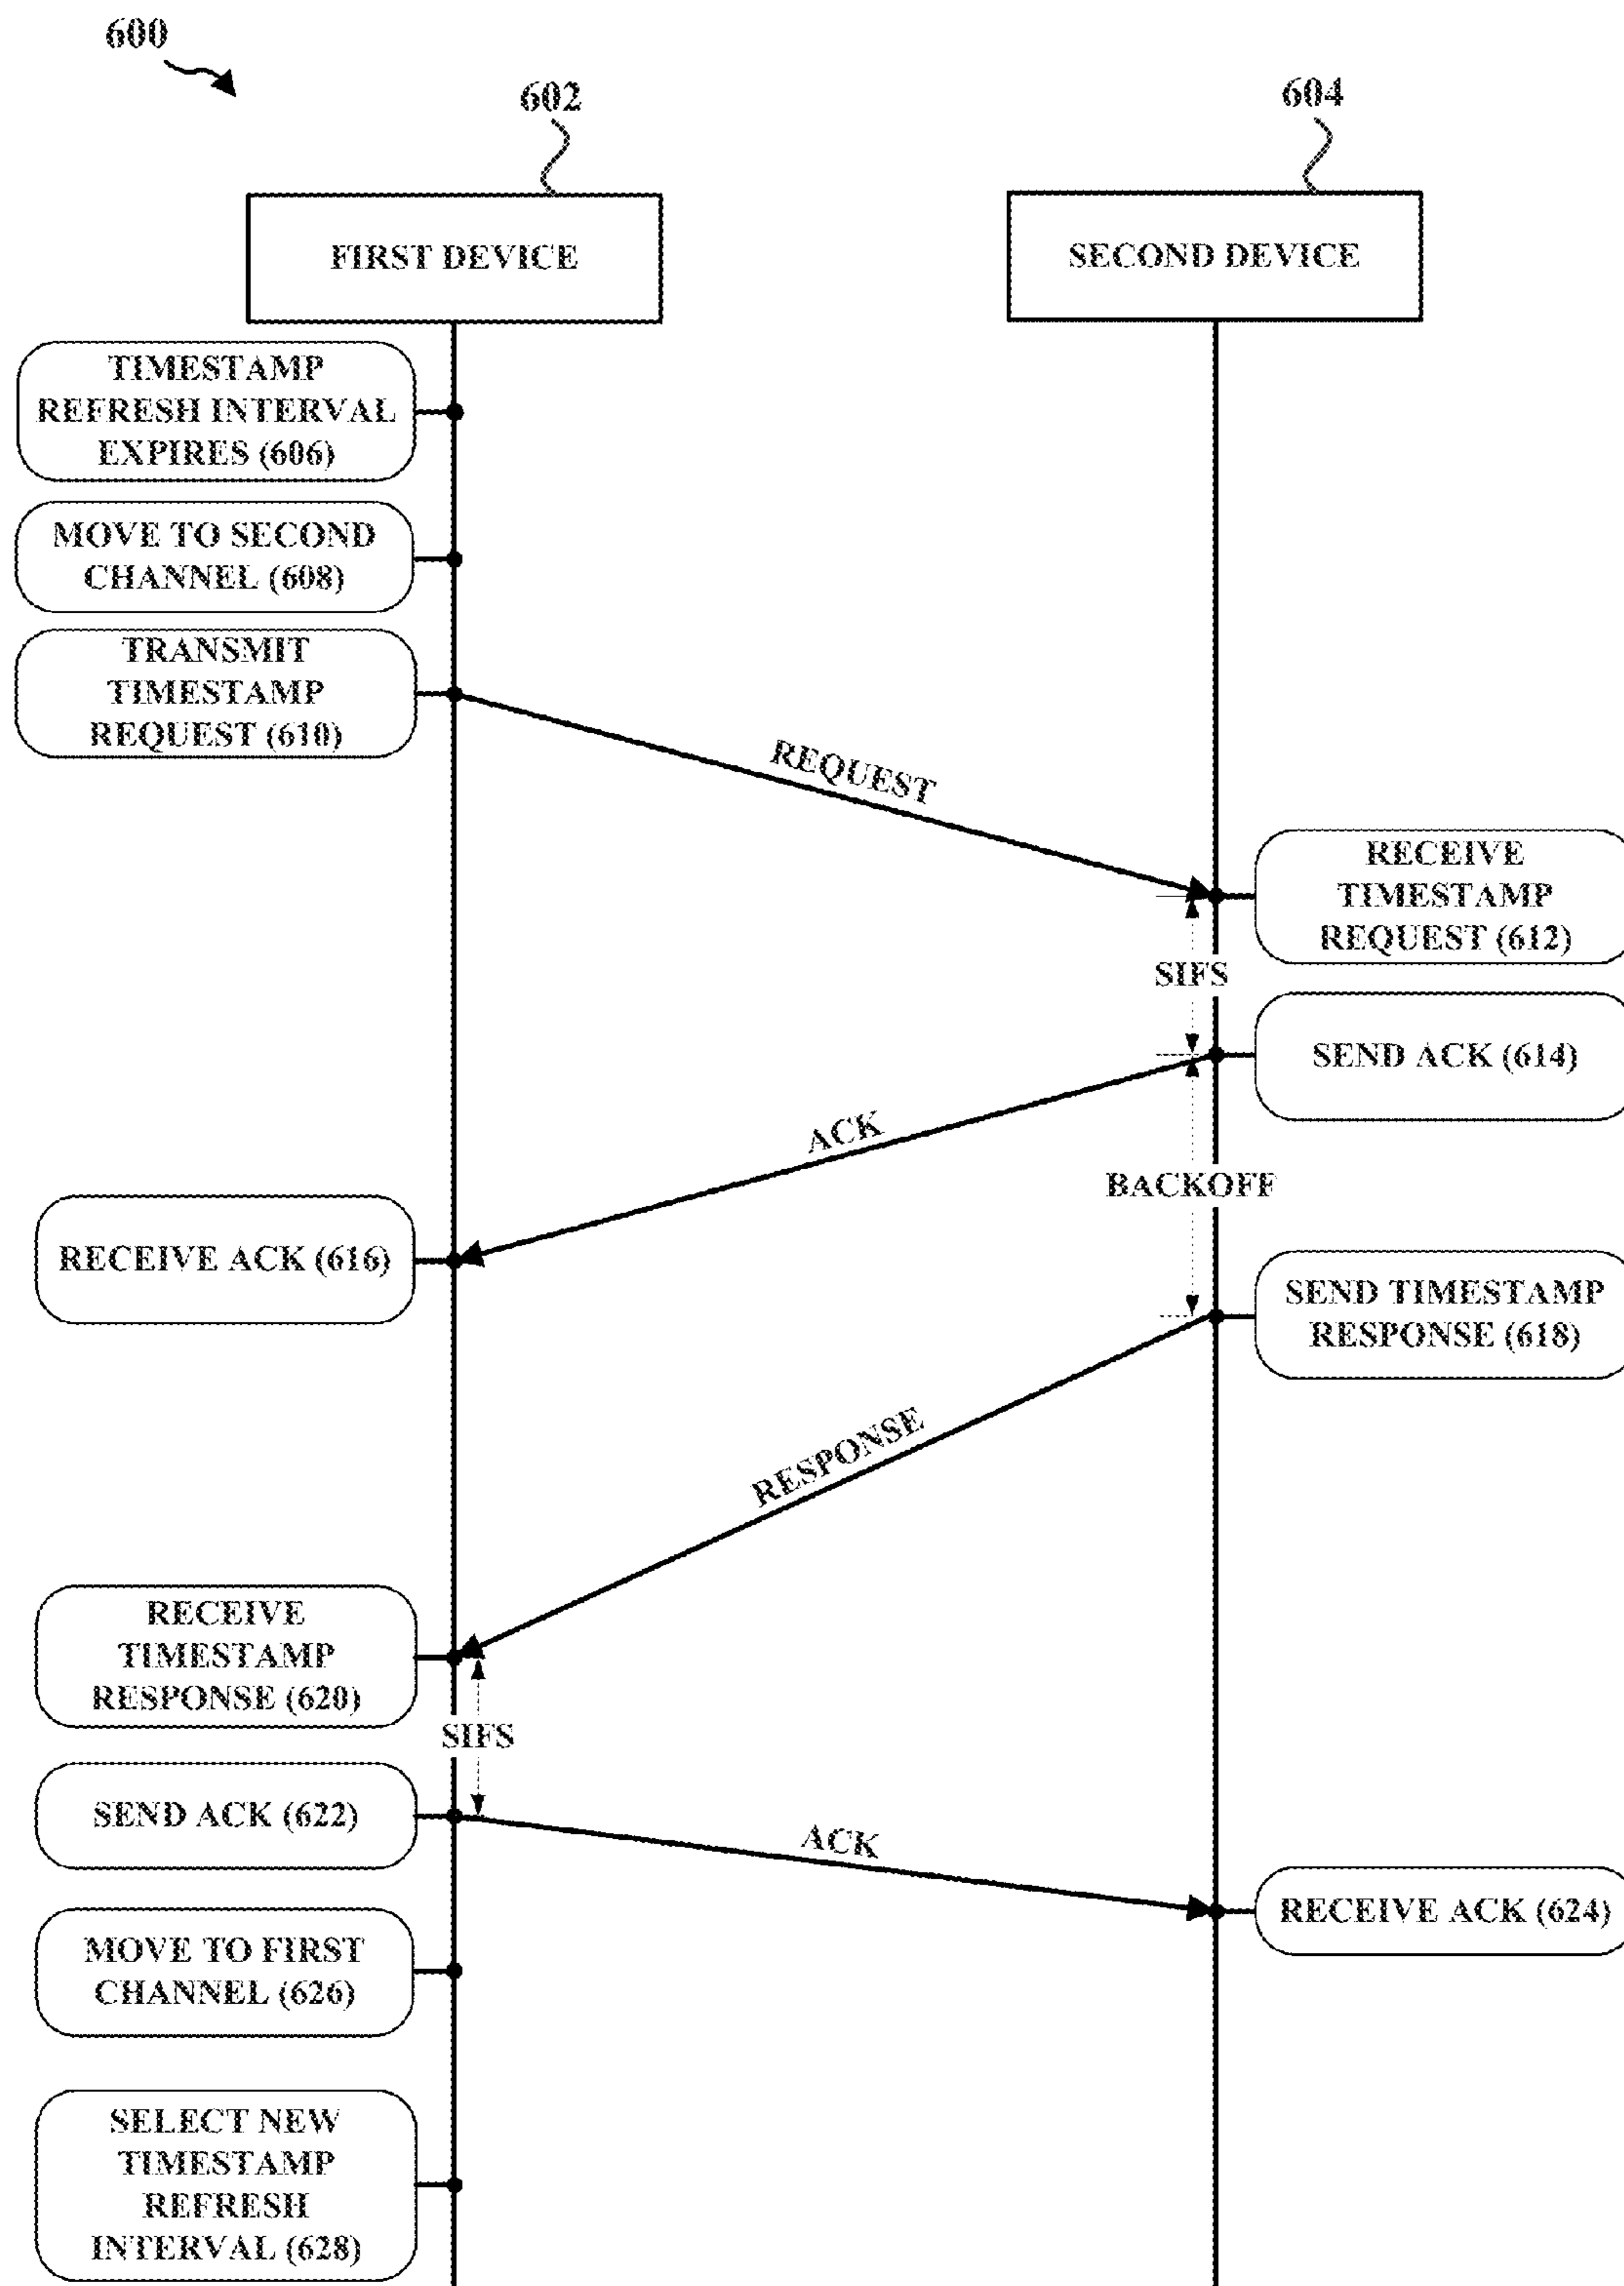 600
602
604
FIRST DEVICE
SECOND DEVICE
TIMESTAMP
REFRESH INTERVAL
EXPIRES (606)
MOVE TO SECOND
CHANNEL (608)
TRANSMIT
TIMESTAMP
REQUEST (610)
REQUEST
RECEIVE
TIMESTAMP
REQUEST (612)
SIFS
SEND ACK (614)
ACK
BACKOFF
RECEIVE ACK (616)
SEND TIMESTAMP
RESPONSE (618)
RESPONSE
RECEIVE
TIMESTAMP
RESPONSE (620)
SIFS
SEND ACK (622)
ACK
RECEIVE ACK (624)
MOVE TO FIRST
CHANNEL (626)
SELECT NEW
TIMESTAMP
REFRESH
INTERVAL (628)